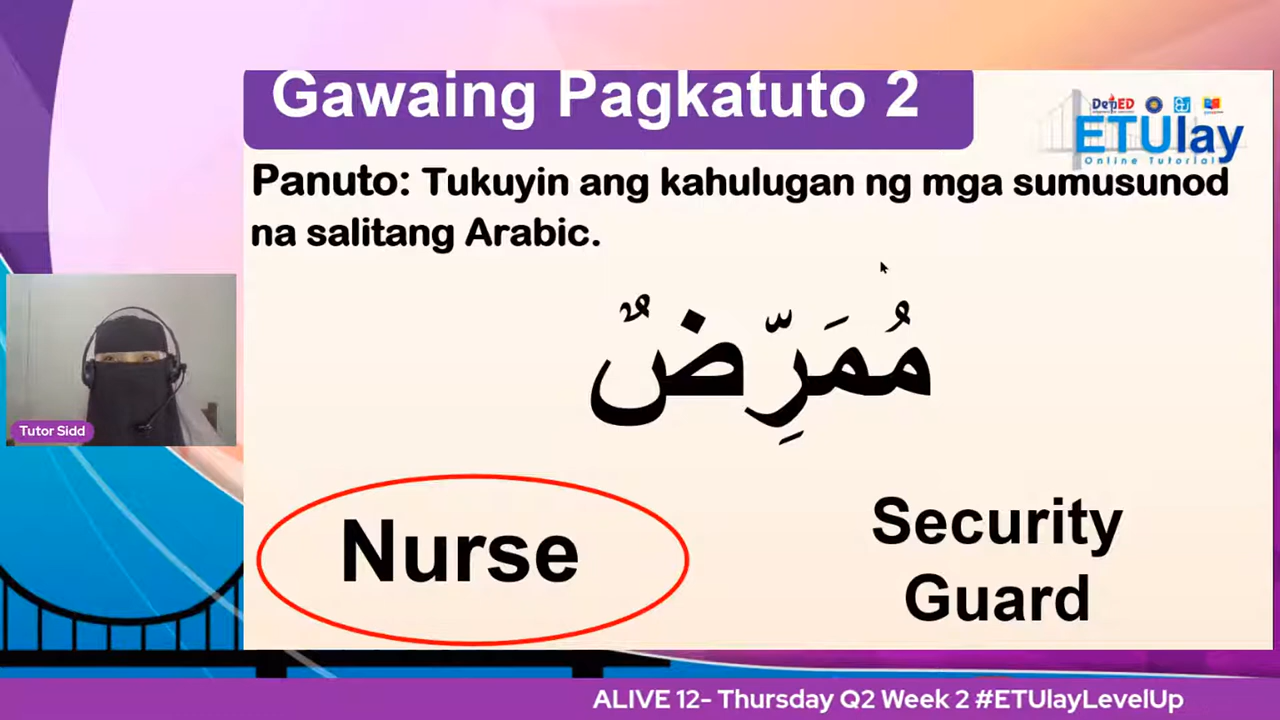 Gawaing Pagkatuto 2
DepED
ETUlay
Online Tutorial
Panuto: Tukuyin ang kahulugan ng mga sumusunod
na salitang Arabic.
مُمَرِّضٌ
Tutor Sidd
Nurse
Security
Guard
ALIVE 12- Thursday Q2 Week 2 #ETUlayLevelUp